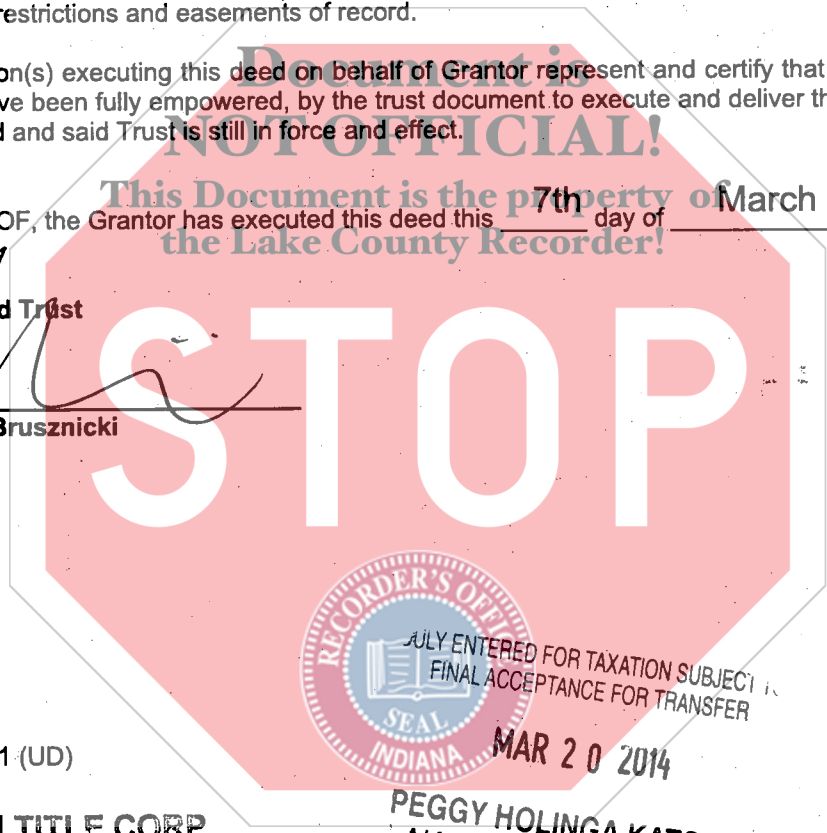 restrictions and easements of record.
Document is
on(s) executing this deed on behalf of Grantor represent and certify that
ve been fully empowered, by the trust document to execute and deliver th
d and said Trust is still in force and effect.
NOT OFFICIAL!
This Document is the property of
OF, the Grantor has executed this deed this 7th day of March
the Lake County Recorder!
d Trust
Brusznicki
STOP
RECORDER'S OFFICE
SEAL
INDIANA
ULY ENTERED FOR TAXATION SUBJECT
FINAL ACCEPTANCE FOR TRANSFER
MAR 20 2014
1 (UD)
PEGGY HOLINGA KATS
TITLE CORP